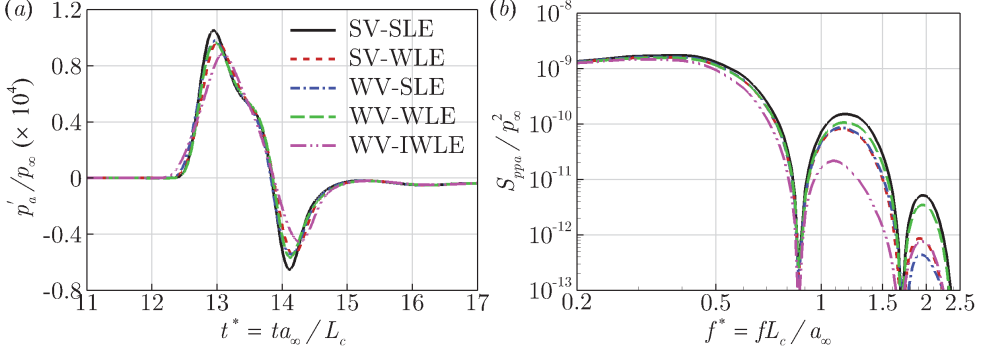 (a)
1.2
0.8
0.4
0
-0.4
-0.8
p'a/p∞ (× 10⁴)
SV-SLE
SV-WLE
WV-SLE
WV-WLE
WV-IWLE
11 12 13 14 15 16 17
t* = ta∞/Lc
(b)
10⁻⁸
10⁻⁹
10⁻¹⁰
10⁻¹¹
10⁻¹²
10⁻¹³
Sppa/p²∞
0.2 0.5 1 1.5 2 2.5
f* = fLc/a∞